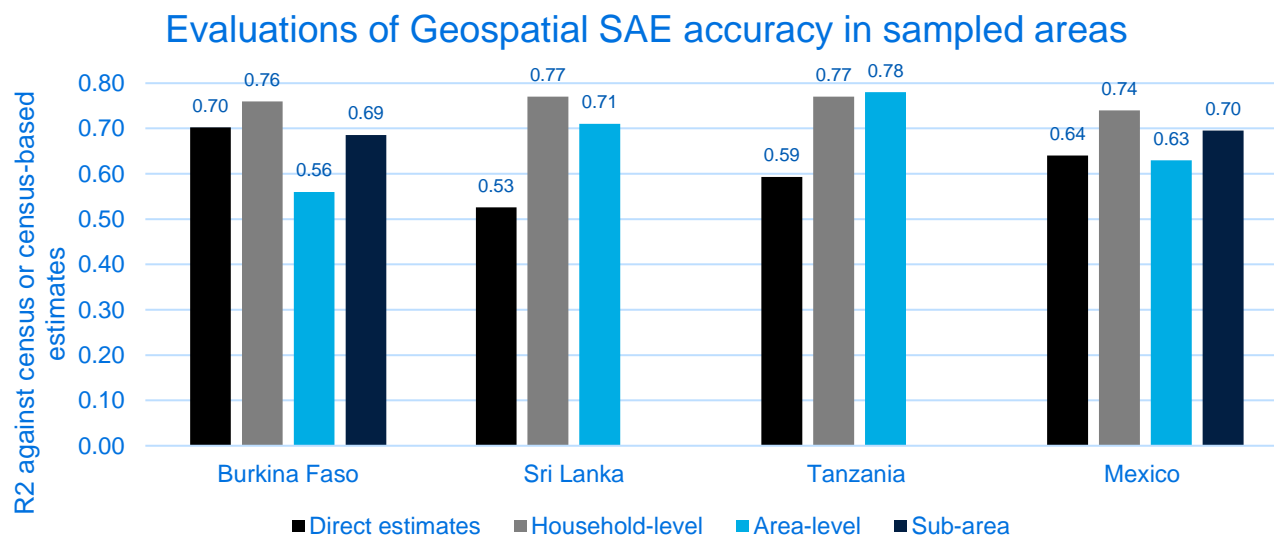 Evaluations of Geospatial SAE accuracy in sampled areas
R2 against census or census-based
estimates
0.80
0.70
0.60
0.50
0.40
0.30
0.20
0.10
0.00
0.70
0.76
0.56
0.69
0.53
0.77
0.71
0.59
0.77
0.78
0.64
0.74
0.63
0.70
Burkina Faso
Sri Lanka
Tanzania
Mexico
Direct estimates
Household-level
Area-level
Sub-area